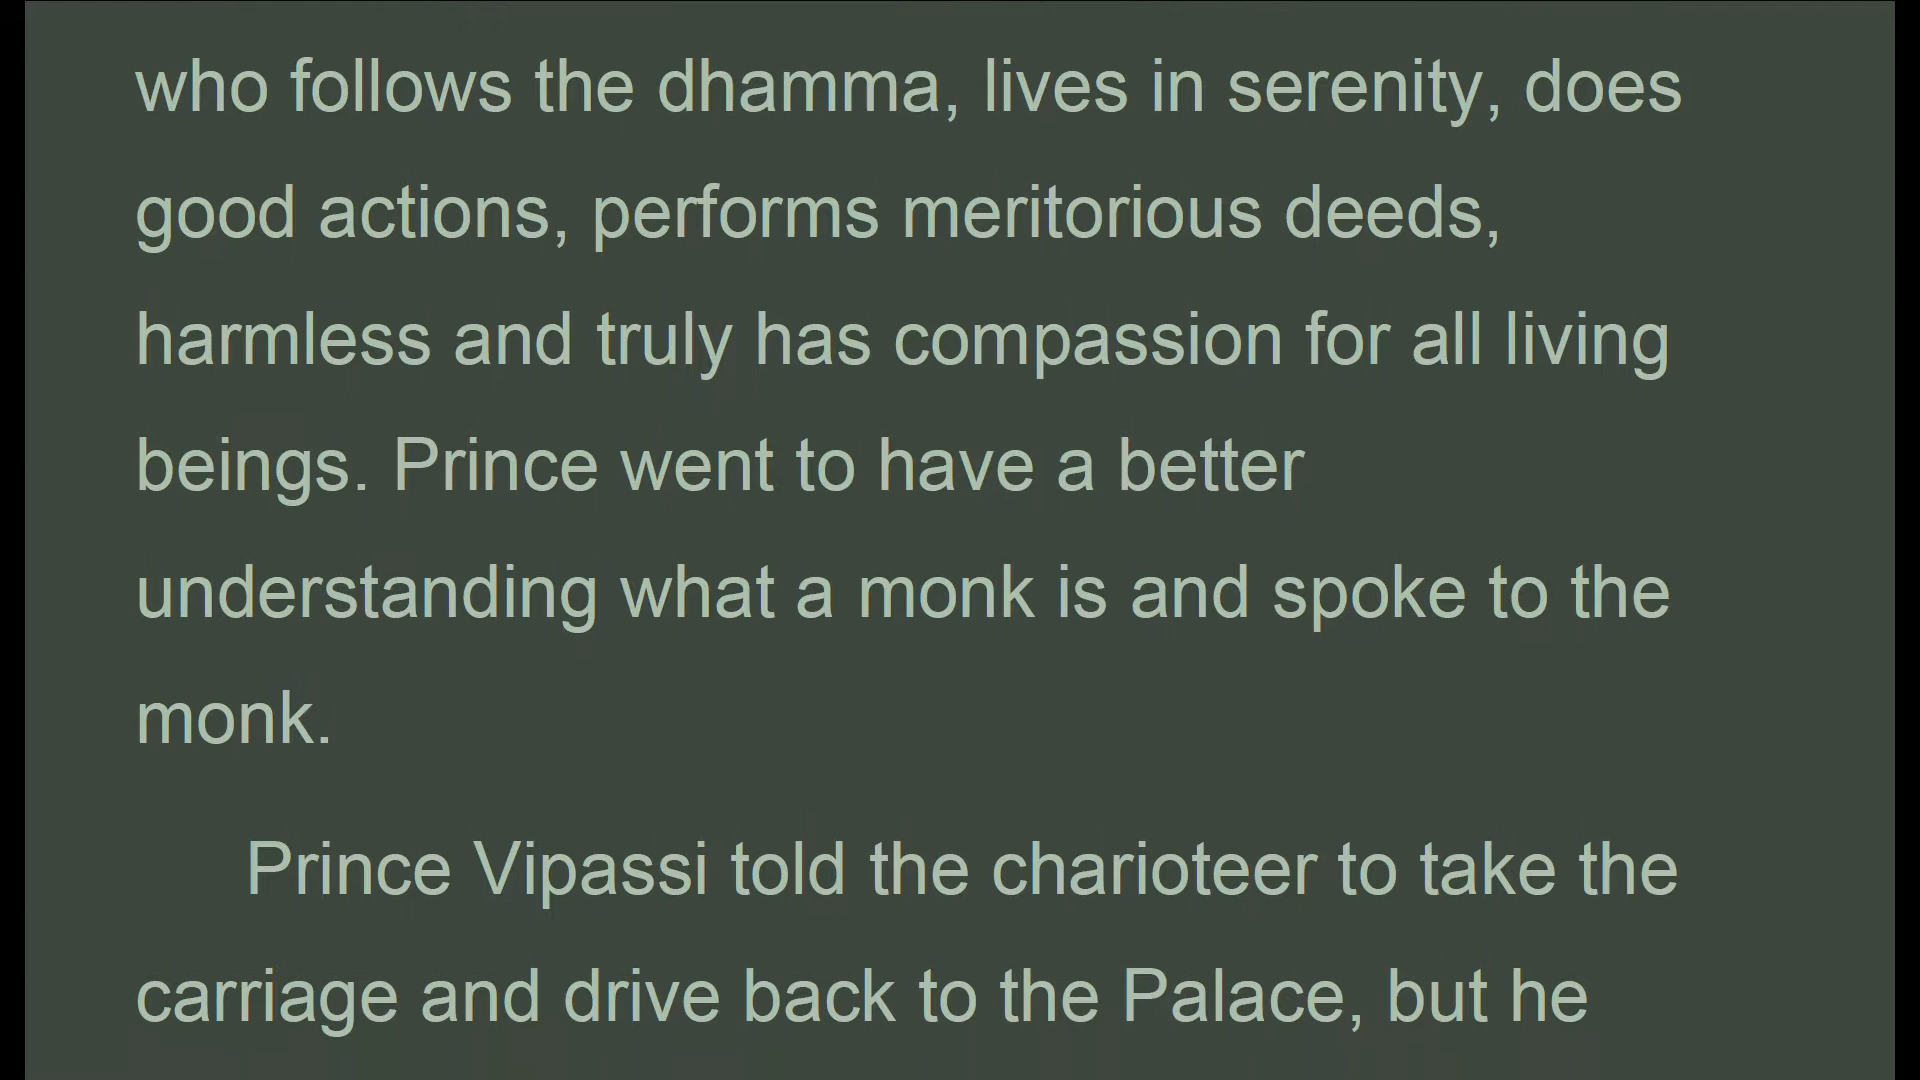 who follows the dhamma, lives in serenity, does
good actions, performs meritorious deeds,
harmless and truly has compassion for all living
beings. Prince went to have a better
understanding what a monk is and spoke to the
monk.
Prince Vipassi told the charioteer to take the
carriage and drive back to the Palace, but he